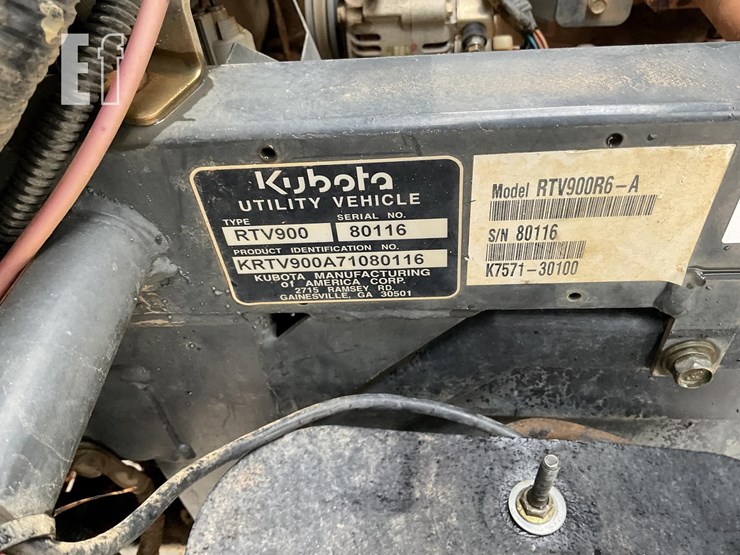 Ef
Kubota
UTILITY VEHICLE
TYPE SERIAL NO.
RTV900 80116
PRODUCT IDENTIFICATION NO.
KRTV900A71080116
KUBOTA MANUFACTURING
of AMERICA CORP.
2715 RAMSEY RD.
GAINESVILLE, GA 30501
Model RTV900R6-A
S/N 80116
K7571-30100